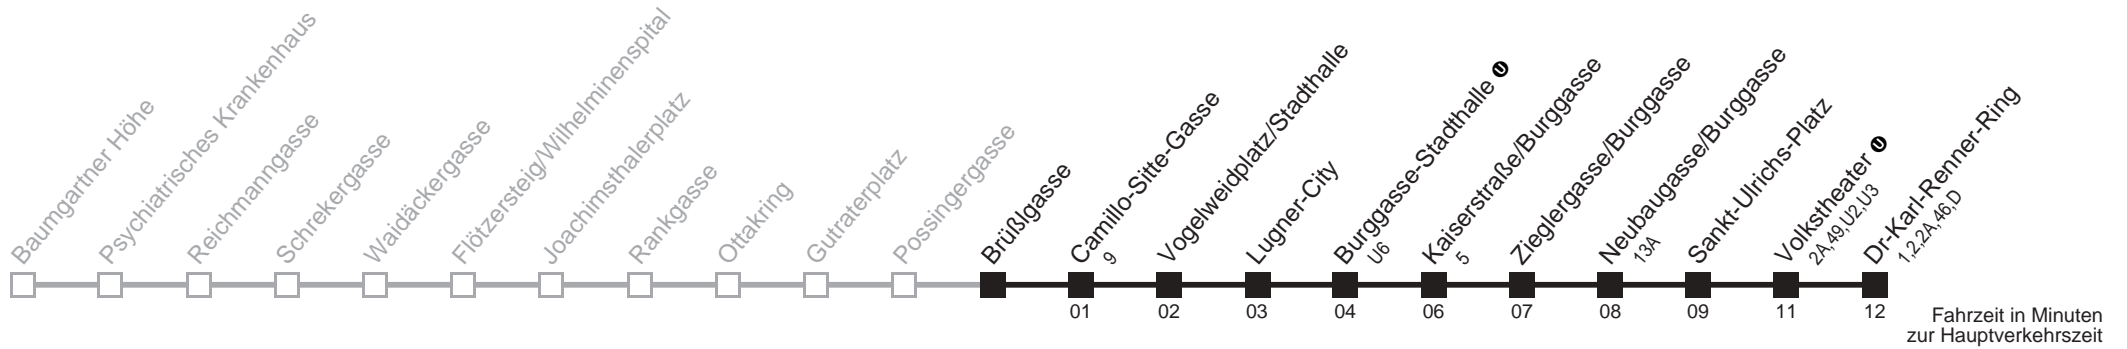 Baumgartner Höhe
Psychiatrisches Krankenhaus
Reichmanngasse
Schrekergasse
Waidäckergasse
Flötzersteig/Wilhelminenspital
Joachimsthalerplatz
Rankgasse
Ottakring
Gutraterplatz
Possingergasse
Brüßlgasse
Camillo-Sitte-Gasse
9
Vogelweidplatz/Stadthalle
Lugner-City
Burggasse-Stadthalle U
U6
Kaiserstraße/Burggasse
5
Zieglergasse/Burggasse
Neubaugasse/Burggasse
13A
Sankt-Ulrichs-Platz
Volkstheater U
2A,49,U2,U3
Dr-Karl-Renner-Ring
1,2,2A,46,D
01 02 03 04 06 07 08 09 11 12
Fahrzeit in Minuten
zur Hauptverkehrszeit